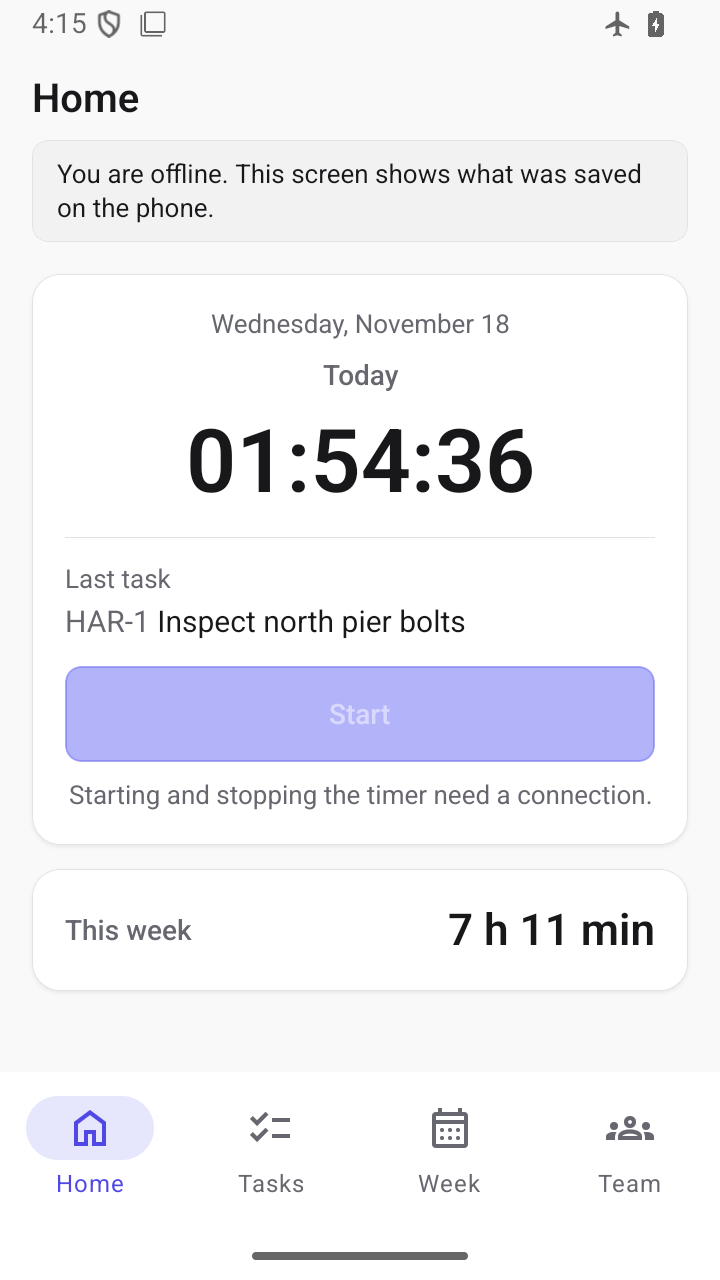 4:15
Home
You are offline. This screen shows what was saved
on the phone.
Wednesday, November 18
Today
01:54:36
Last task
HAR-1 Inspect north pier bolts
Start
Starting and stopping the timer need a connection.
This week 7 h 11 min
Home Tasks Week Team